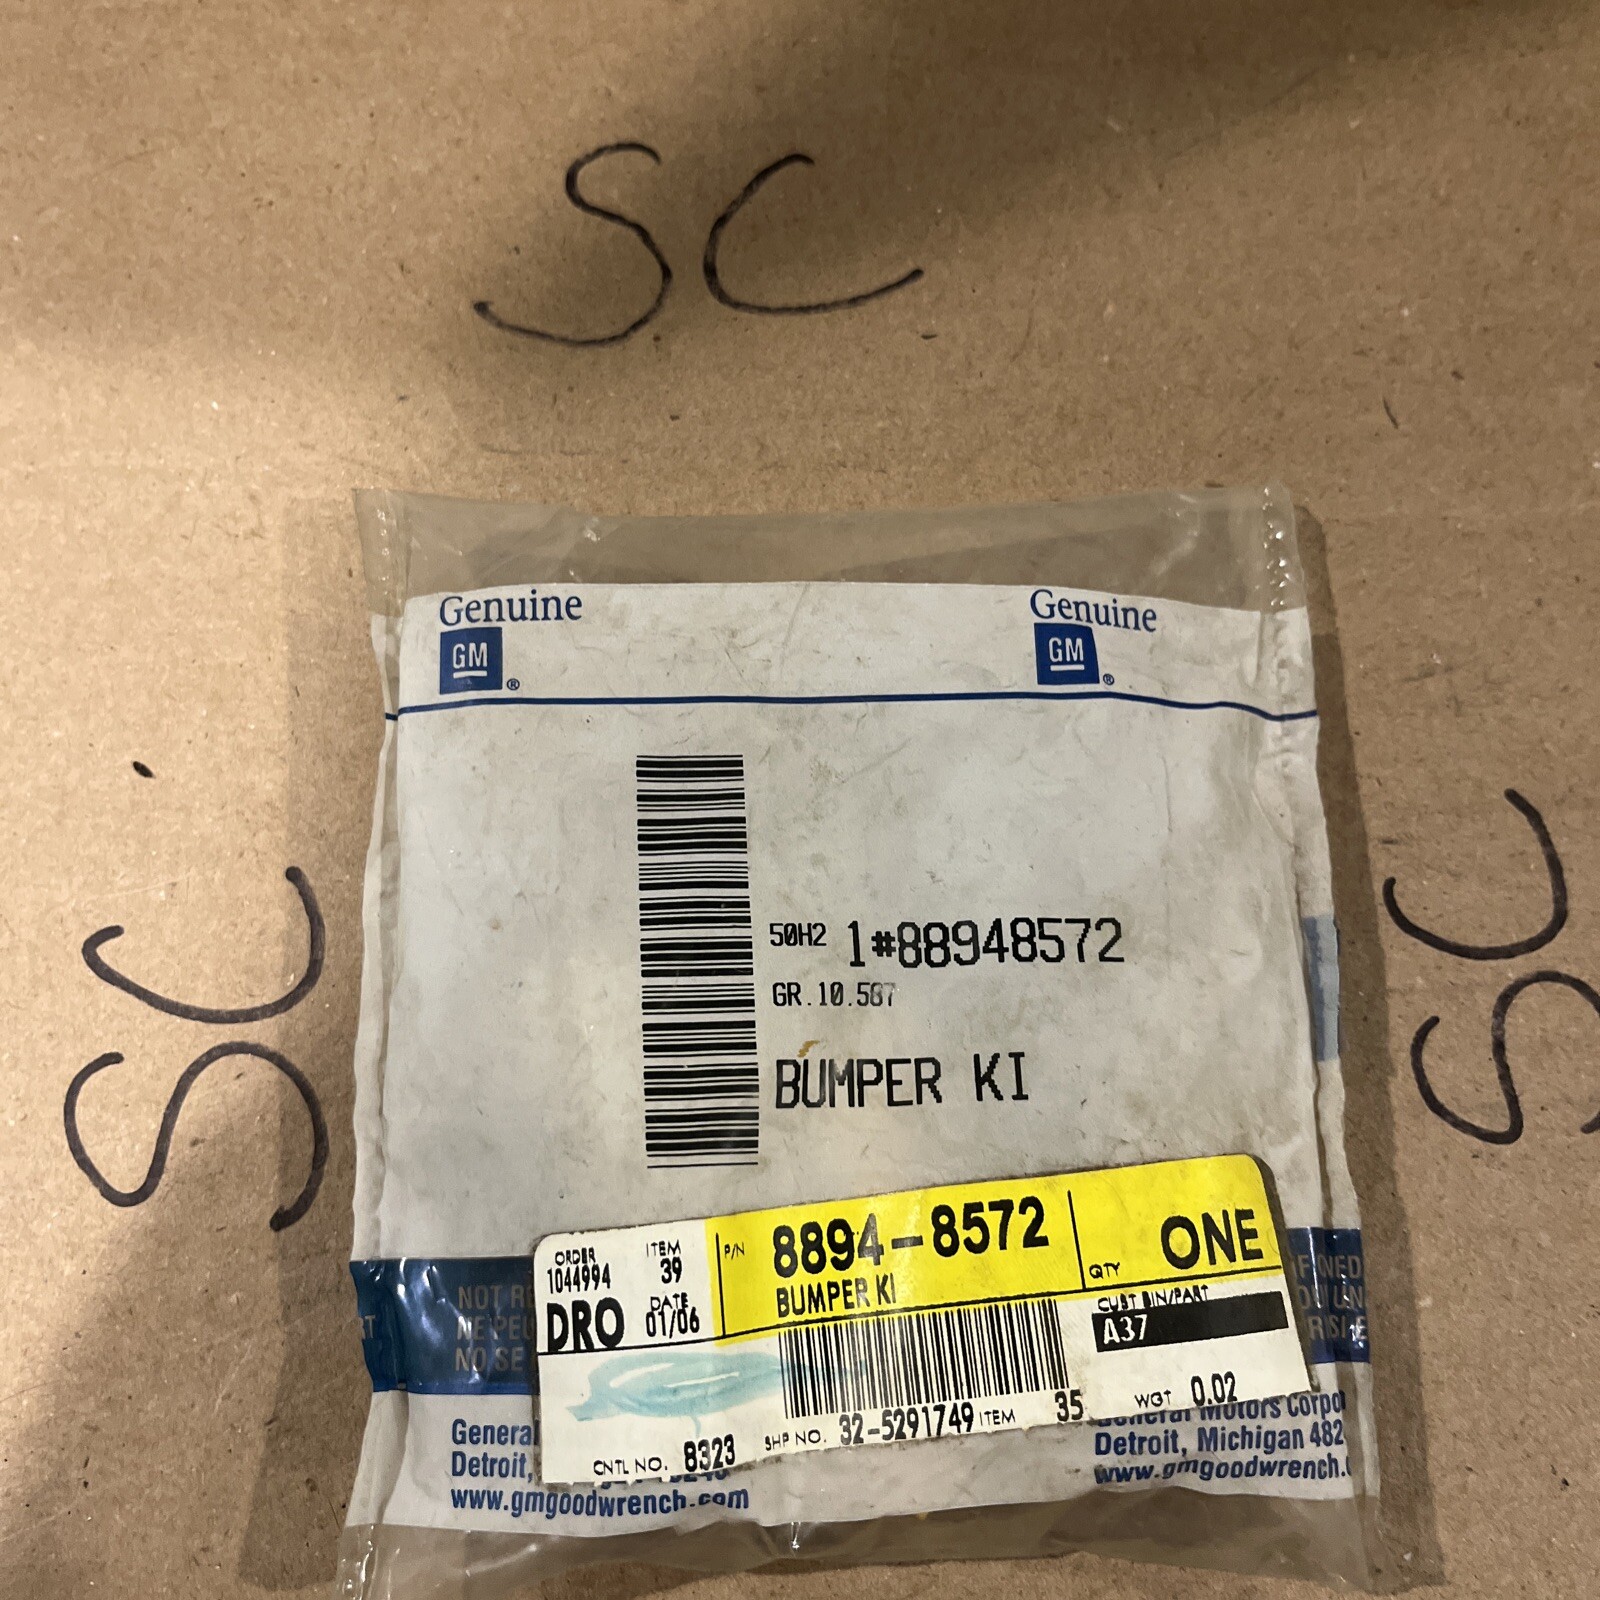 SC
Genuine
GM
®
Genuine
GM
®
50H2 1#88948572
GR.10.587
BUMPER KI
SC
SC
ORDER
1044994
ITEM
39
DRO
DATE
01/06
P/N
8894-8572
BUMPER KI
QTY
ONE
CUST BIN/PART
A37
WGT 0.02
CNTL NO. 8323
SHP NO. 32-5291749 ITEM 35
NOT
NO SE
General
Detroit,
www.gmgoodwrench.com
General Motors Corpo
Detroit, Michigan 482
www.gmgoodwrench.